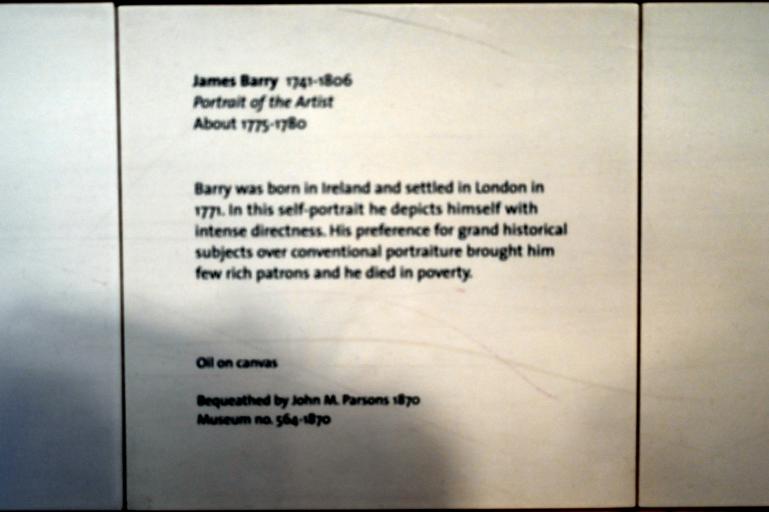 James Barry 1741-1806
Portrait of the Artist
About 1775-1780
Barry was born in Ireland and settled in London in
1771. In this self-portrait he depicts himself with
intense directness. His preference for grand historical
subjects over conventional portraiture brought him
few rich patrons and he died in poverty.
Oil on canvas
Bequeathed by John M. Parsons 1870
Museum no. 564-1870